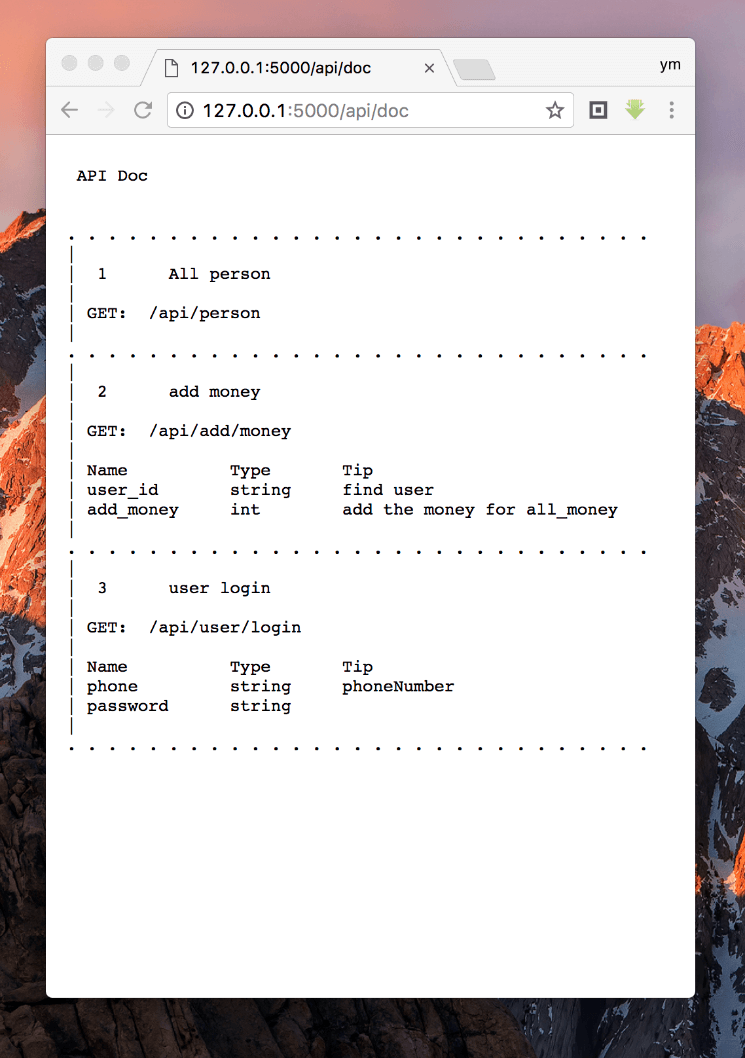 127.0.0.1:5000/api/doc
ym
127.0.0.1:5000/api/doc
API Doc
1 All person
GET: /api/person
2 add money
GET: /api/add/money
Name Type Tip
user_id string find user
add_money int add the money for all_money
3 user login
GET: /api/user/login
Name Type Tip
phone string phoneNumber
password string